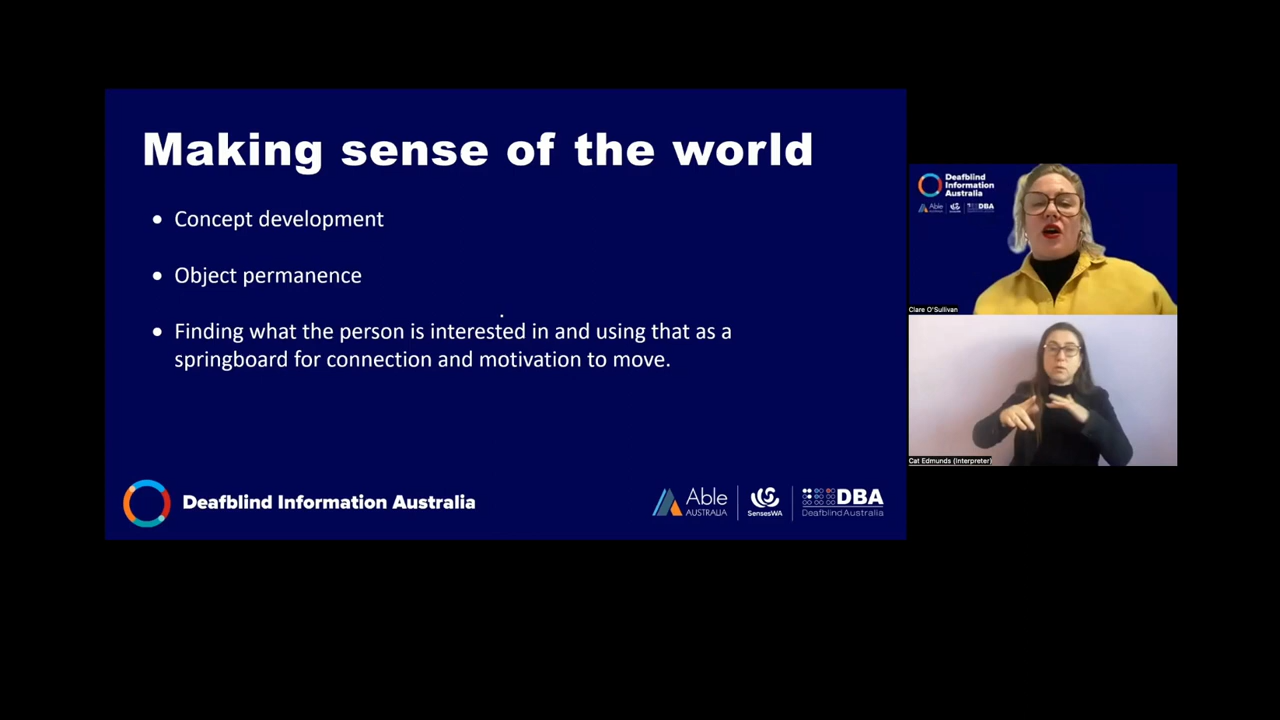 Making sense of the world
• Concept development
• Object permanence
• Finding what the person is interested in and using that as a
springboard for connection and motivation to move.
Deafblind Information Australia
Able
AUSTRALIA
SensesWA
DBA
DeafblindAustralia
Deafblind
Information
Australia
Able
DBA
Clare O'Sullivan
Cat Edmunds (Interpreter)